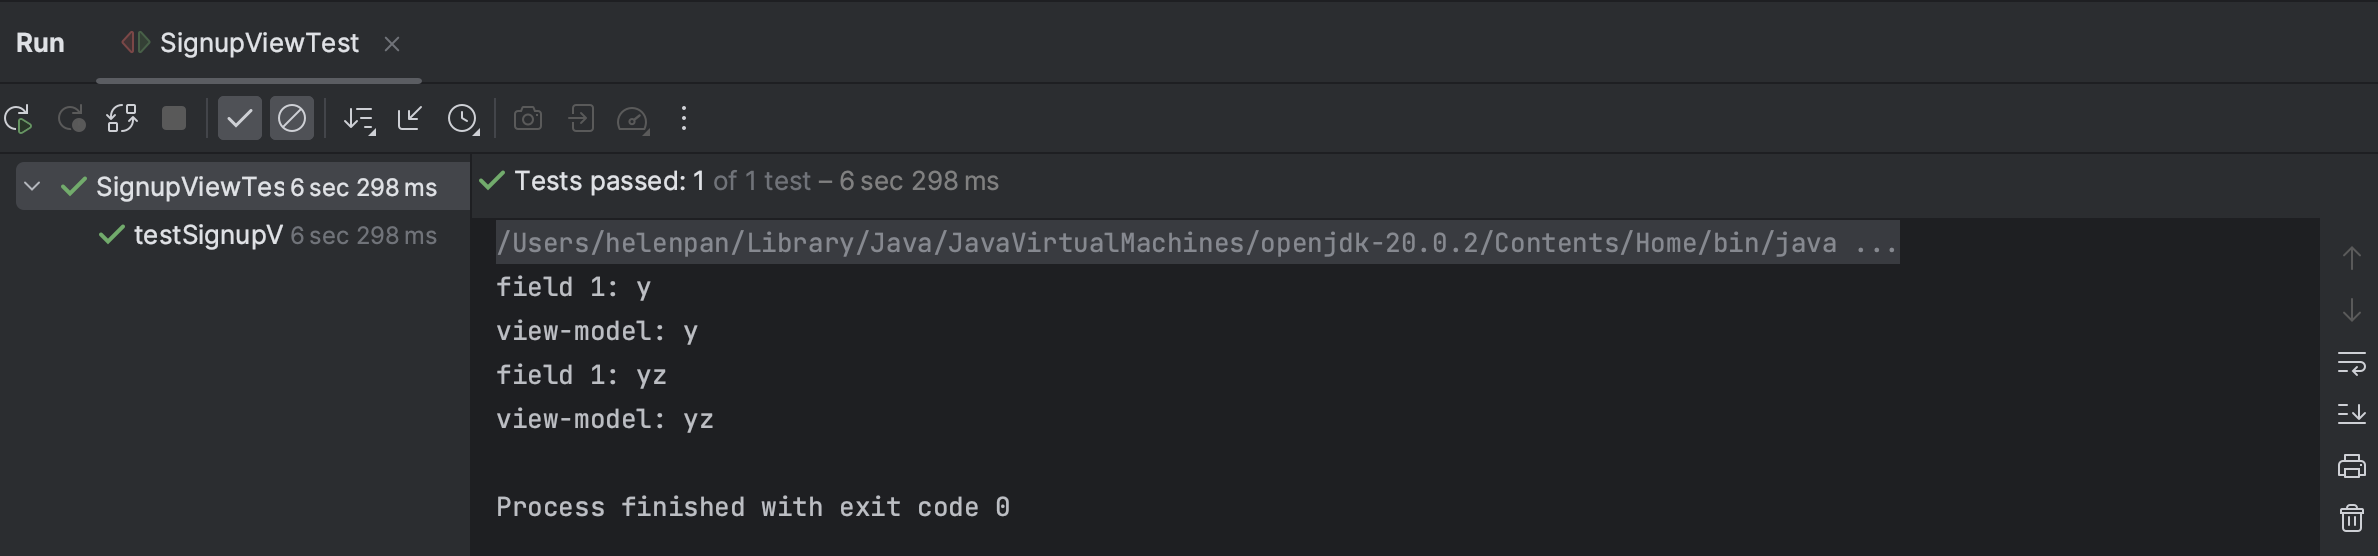 Run SignupViewTest
SignupViewTes 6 sec 298 ms
testSignupV 6 sec 298 ms
Tests passed: 1 of 1 test – 6 sec 298 ms
/Users/helenpan/Library/Java/JavaVirtualMachines/openjdk-20.0.2/Contents/Home/bin/java ...
field 1: y
view-model: y
field 1: yz
view-model: yz
Process finished with exit code 0